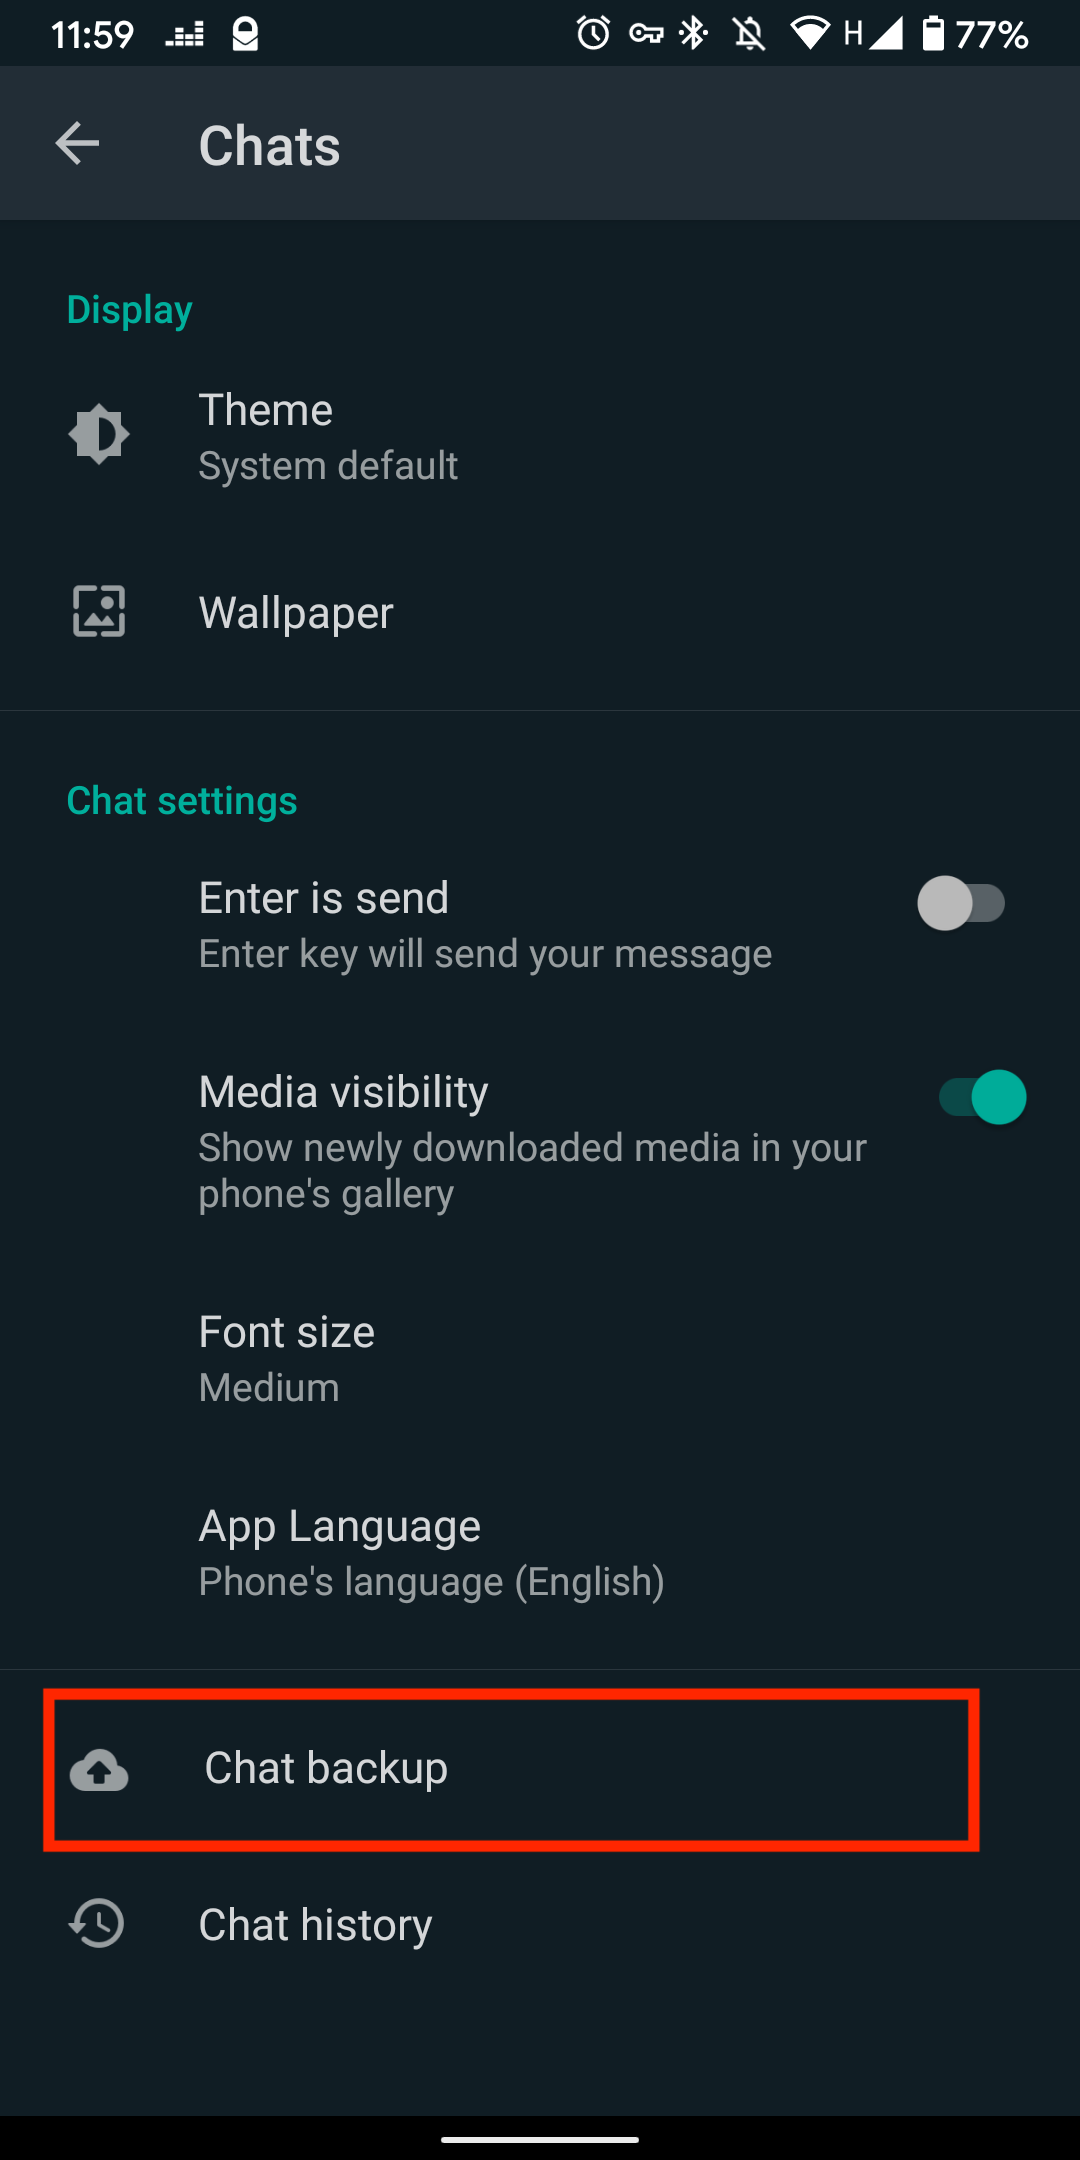 11:59 H 77%
Chats
Display
Theme
System default
Wallpaper
Chat settings
Enter is send
Enter key will send your message
Media visibility
Show newly downloaded media in your
phone's gallery
Font size
Medium
App Language
Phone's language (English)
Chat backup
Chat history